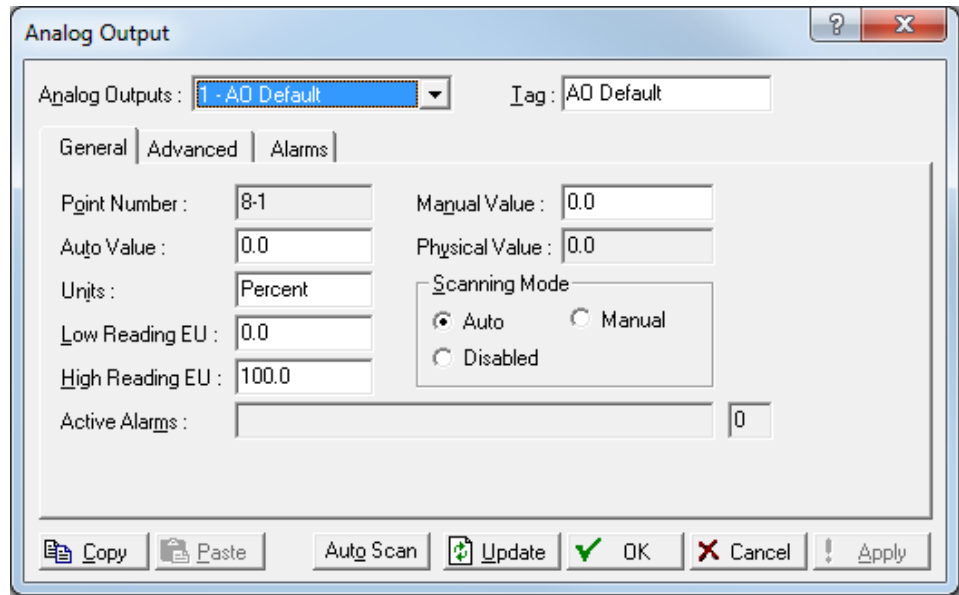 Analog Output
Analog Outputs : 1 - AO Default Tag : AO Default
General Advanced Alarms
Point Number : 8-1 Manual Value : 0.0
Auto Value : 0.0 Physical Value : 0.0
Units : Percent Scanning Mode
Low Reading EU : 0.0 Auto Manual
High Reading EU : 100.0 Disabled
Active Alarms : 0
Copy Paste Auto Scan Update OK Cancel Apply